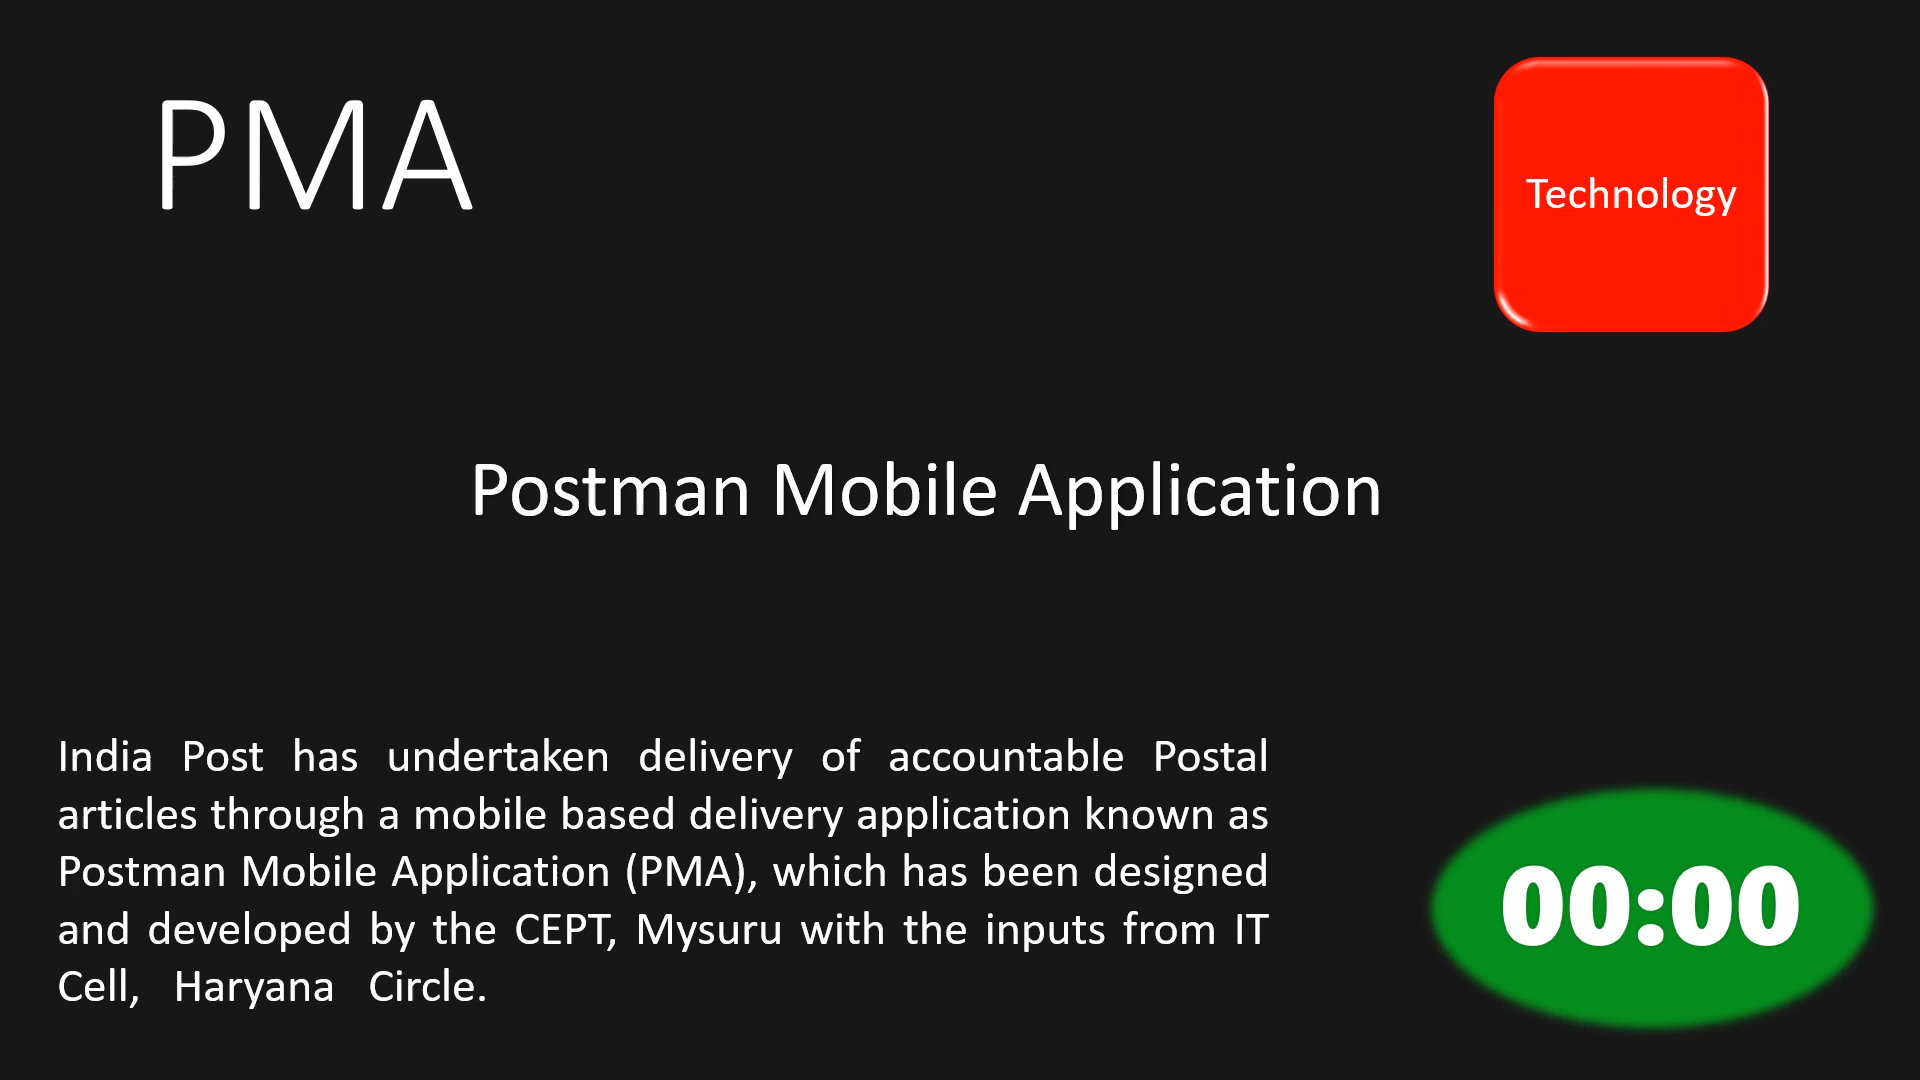 PMA
Technology
Postman Mobile Application
India Post has undertaken delivery of accountable Postal
articles through a mobile based delivery application known as
Postman Mobile Application (PMA), which has been designed
and developed by the CEPT, Mysuru with the inputs from IT
Cell, Haryana Circle.
00:00